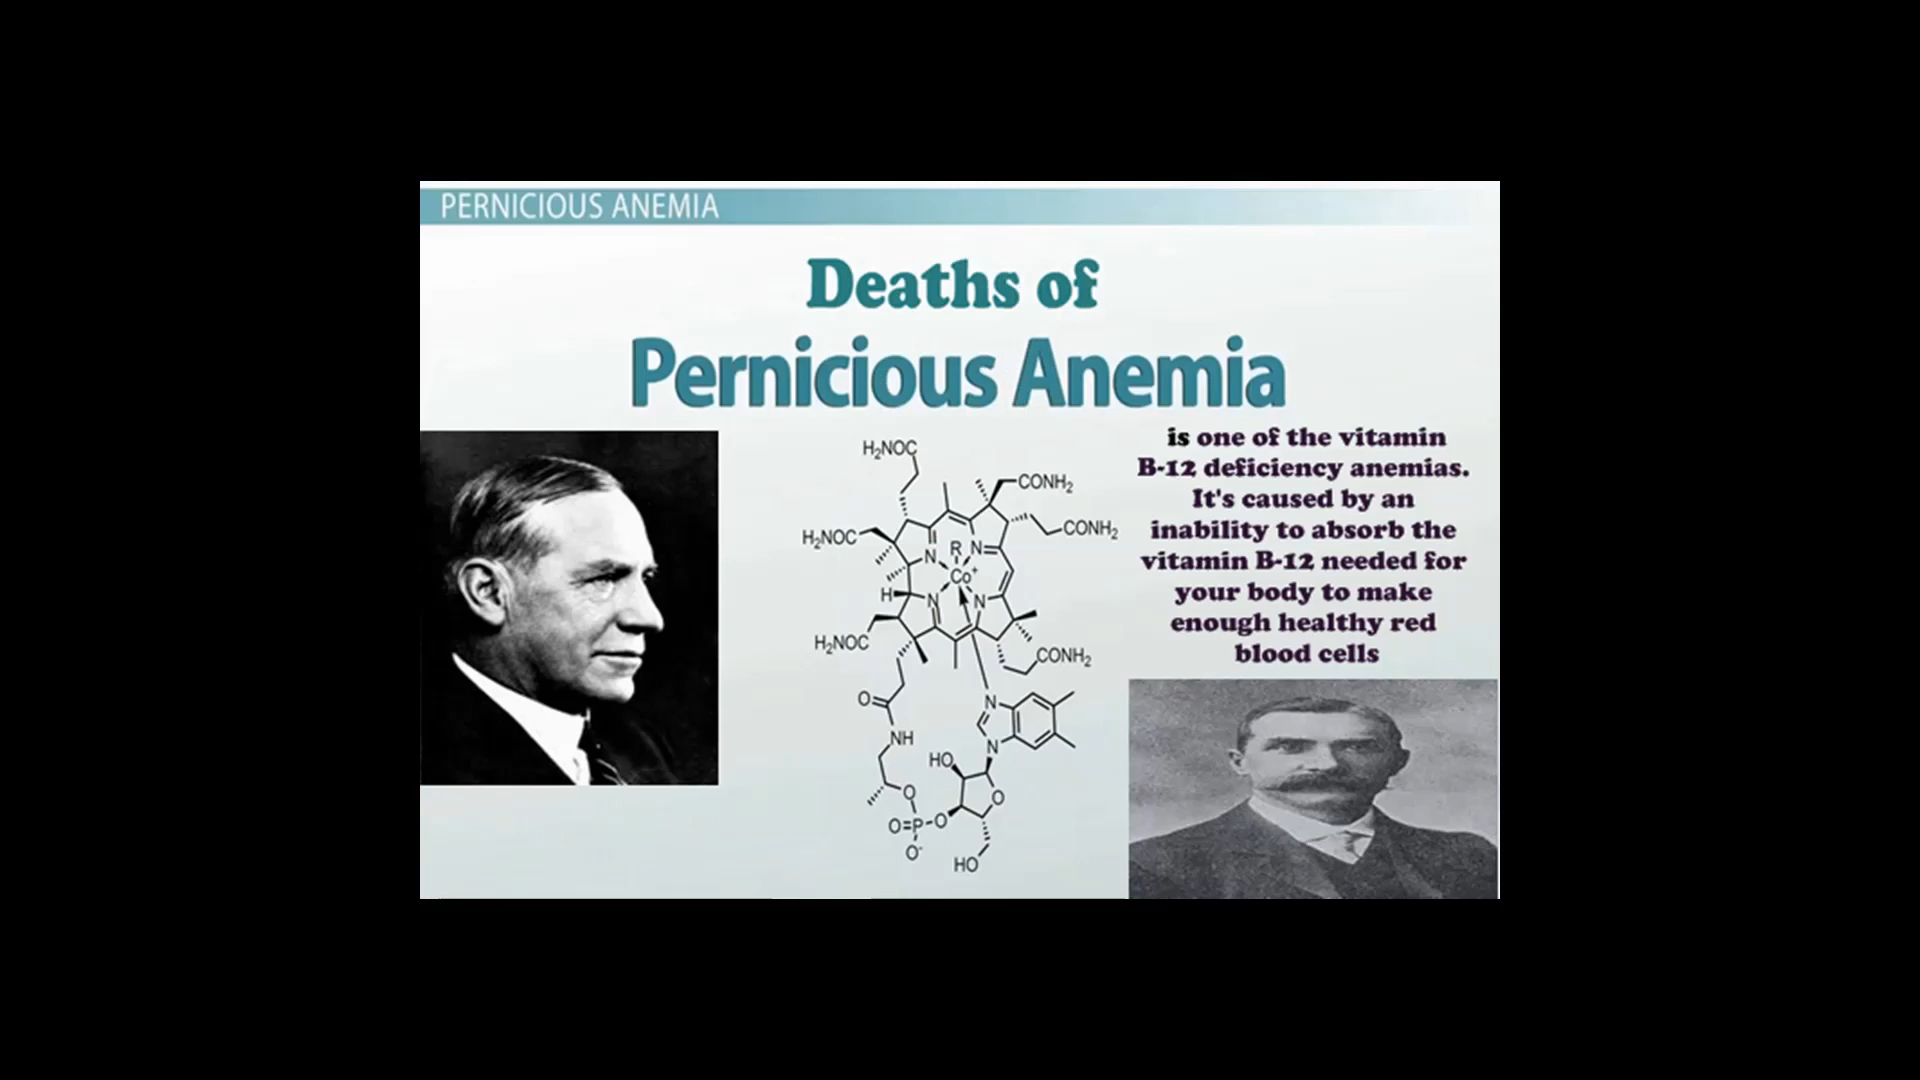 PERNICIOUS ANEMIA
Deaths of
Pernicious Anemia
is one of the vitamin
B-12 deficiency anemias.
It's caused by an
inability to absorb the
vitamin B-12 needed for
your body to make
enough healthy red
blood cells
H₂NOC
CONH₂
CONH₂
H₂NOC
R
N
N
Co⁺
H
N
N
H₂NOC
CONH₂
O
N
NH
N
HO
O
O
O=P-O
O⁻
HO